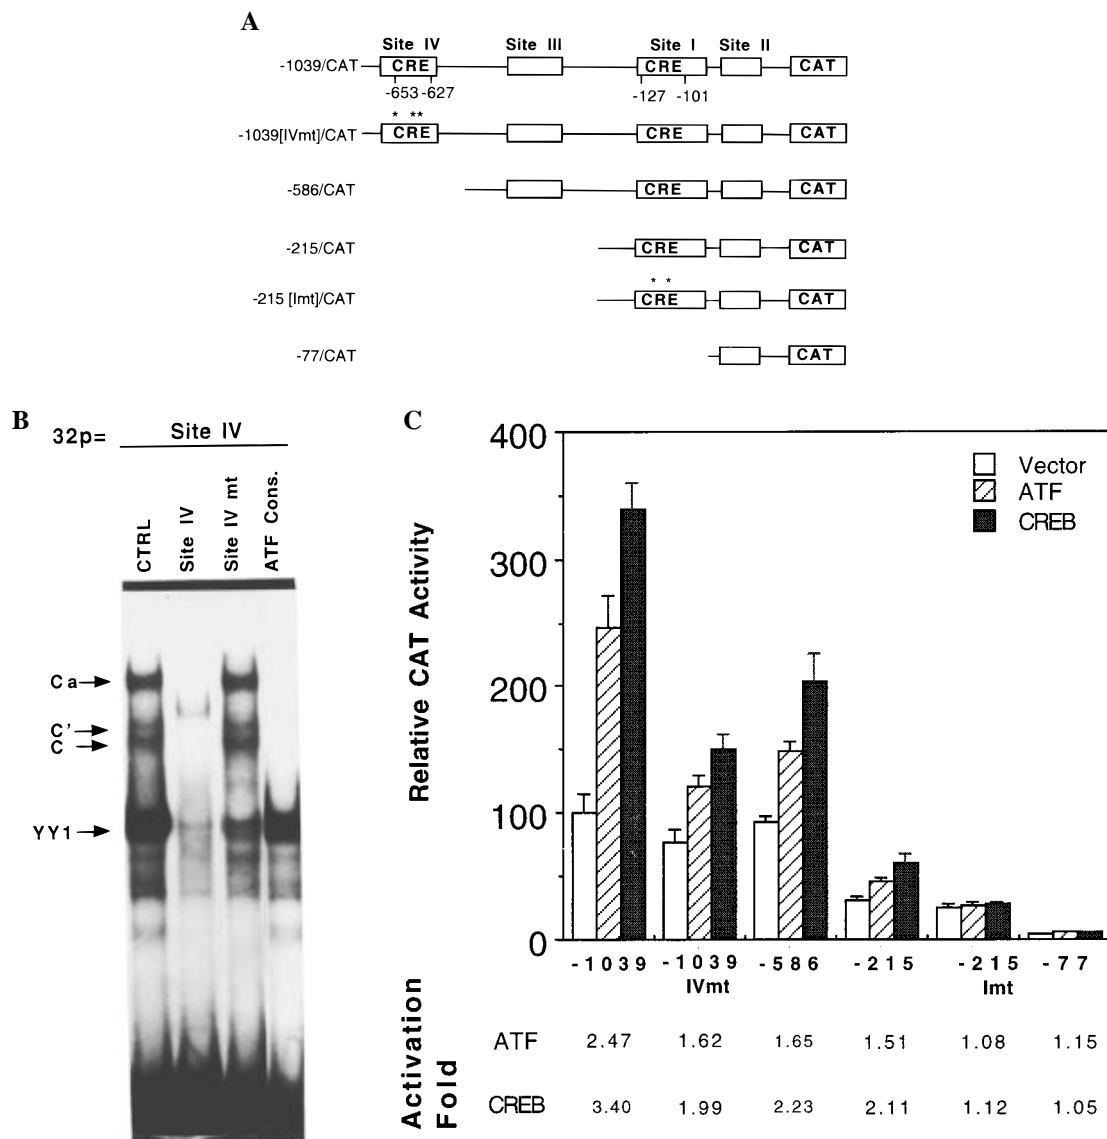 A
Site IV Site III Site I Site II
-1039/CAT CRE CRE CAT
-653 -627 -127 -101
* **
-1039[IVmt]/CAT CRE CRE CAT
-586/CAT CRE CAT
-215/CAT CRE CAT
* *
-215 [Imt]/CAT CRE CAT
-77/CAT CAT
B
32p= Site IV
CTRL
Site IV
Site IV mt
ATF Cons.
Ca
C'
C
YY1
C
Relative CAT Activity
400
300
200
100
0
Vector
ATF
CREB
-1039 -1039 -586 -215 -215 -77
IVmt Imt
Activation
Fold
ATF 2.47 1.62 1.65 1.51 1.08 1.15
CREB 3.40 1.99 2.23 2.11 1.12 1.05